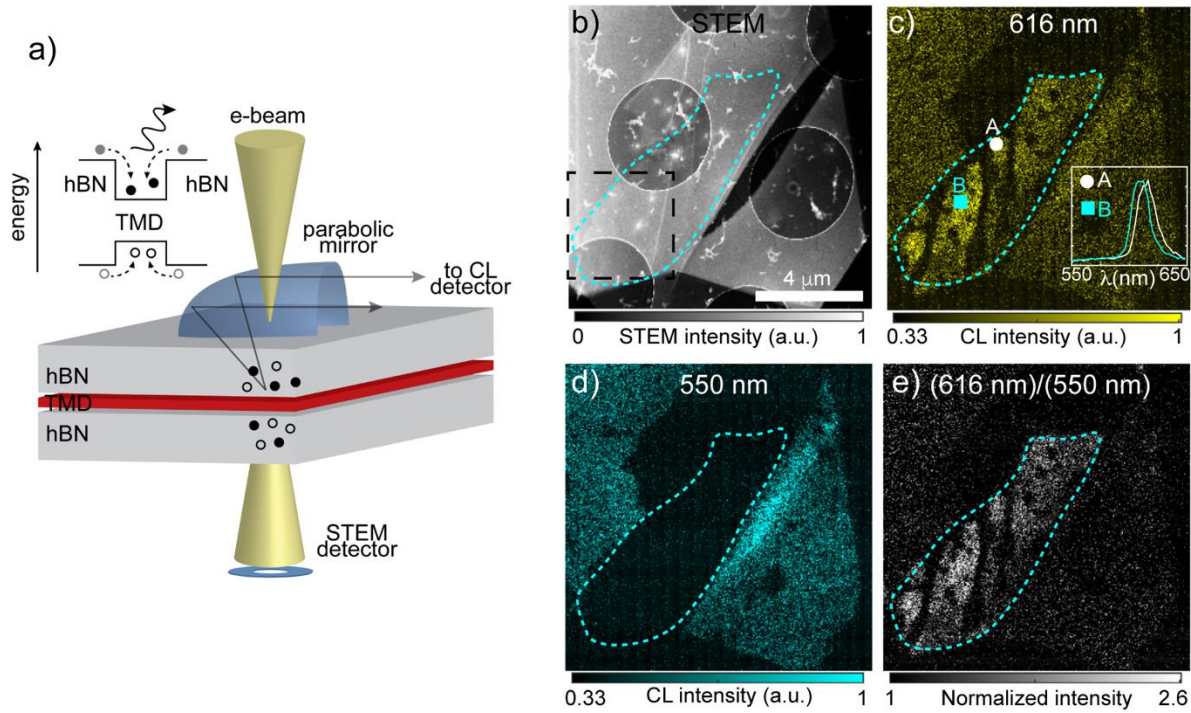 a)
energy
hBN
hBN
TMD
e-beam
parabolic
mirror
to CL
detector
hBN
TMD
hBN
STEM
detector
b)
STEM
4 μm
0
1
STEM intensity (a.u.)
c)
616 nm
A
B
A
B
550
650
λ(nm)
0.33
1
CL intensity (a.u.)
d)
550 nm
0.33
1
CL intensity (a.u.)
e)
(616 nm)/(550 nm)
1
2.6
Normalized intensity